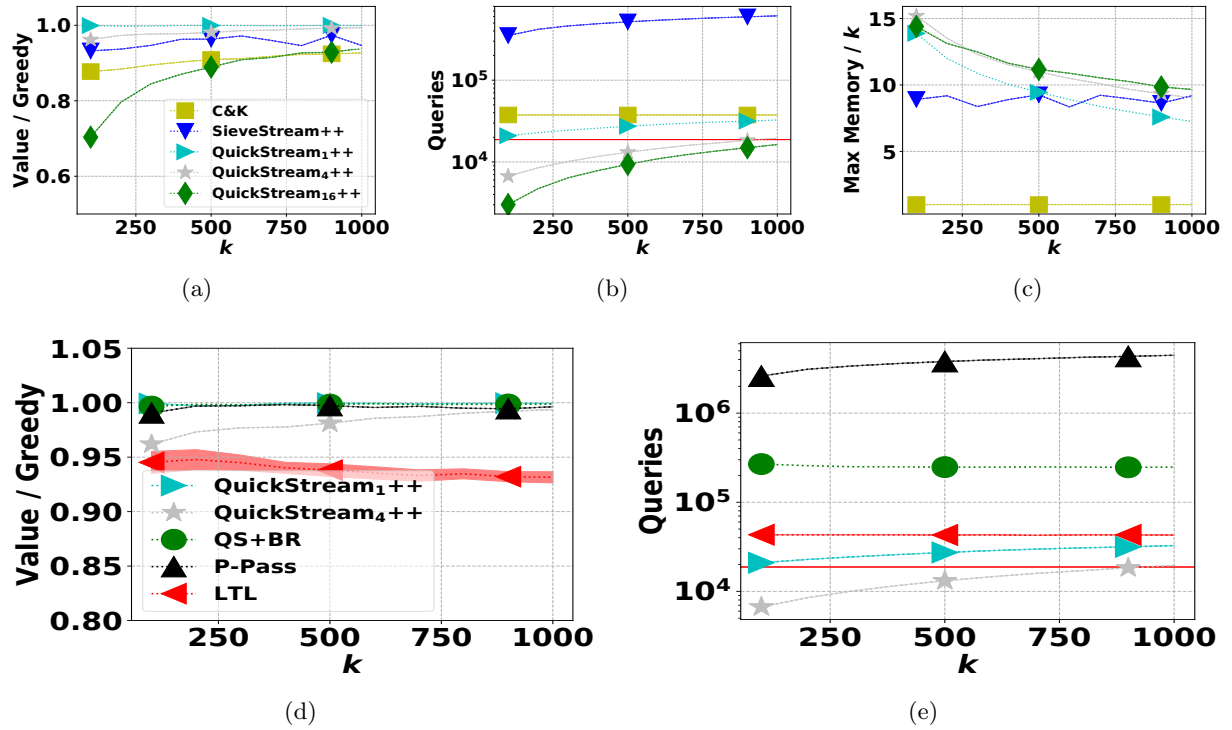 Value / Greedy
1.0
0.8
0.6
C&K
SieveStream++
QuickStream₁++
QuickStream₄++
QuickStream₁₆++
250
500
750
1000
k
(a)
Queries
10⁵
10⁴
250
500
750
1000
k
(b)
Max Memory / k
15
10
5
250
500
750
1000
k
(c)
Value / Greedy
1.05
1.00
0.95
0.90
0.85
0.80
QuickStream₁++
QuickStream₄++
QS+BR
P-Pass
LTL
250
500
750
1000
k
(d)
Queries
10⁶
10⁵
10⁴
250
500
750
1000
k
(e)